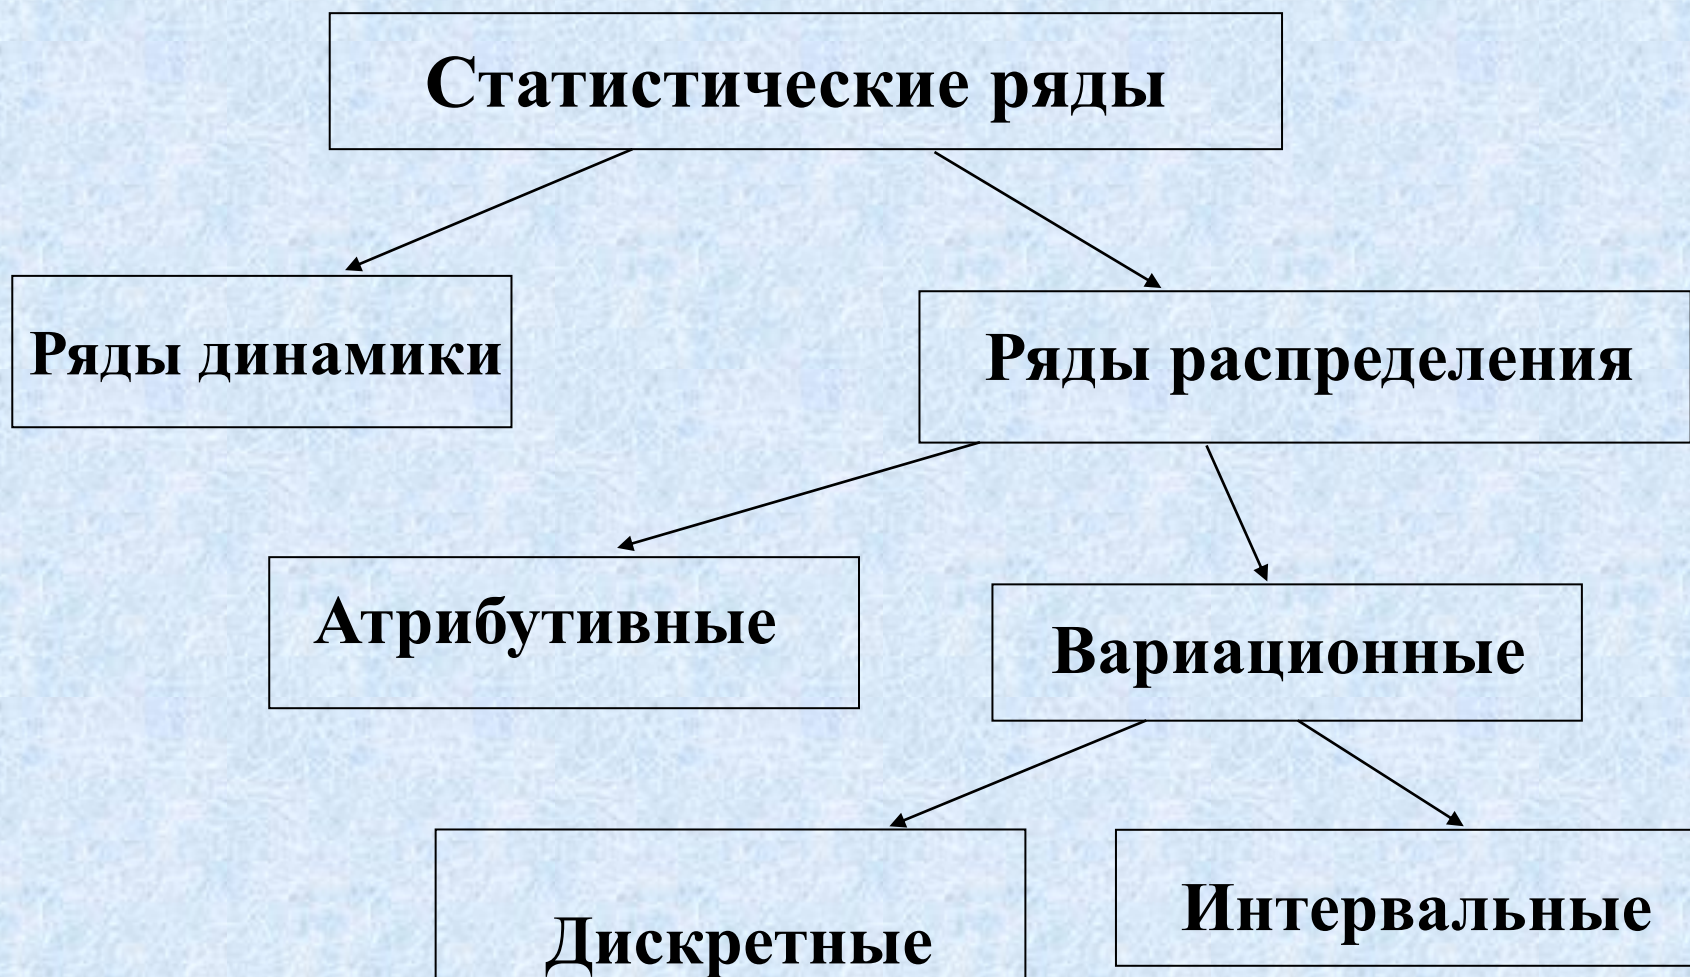 Статистические ряды
Ряды динамики
Ряды распределения
Атрибутивные
Вариационные
Дискретные
Интервальные